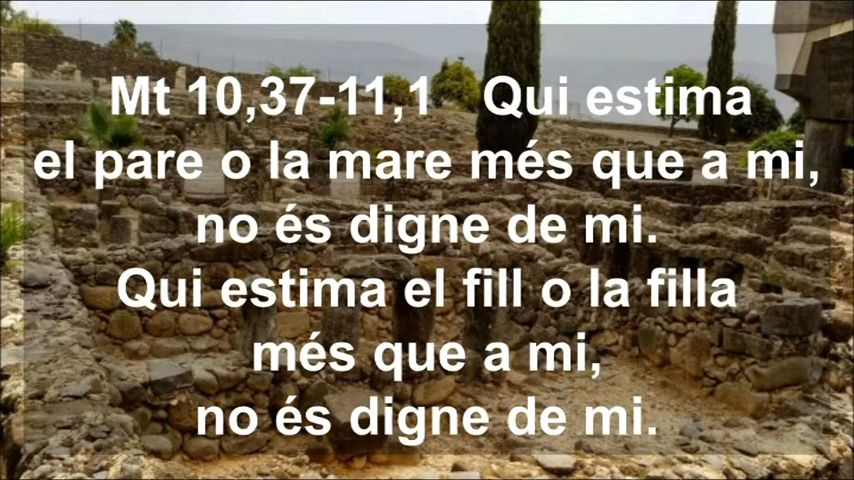 Mt 10,37-11,1 Qui estima
el pare o la mare més que a mi,
no és digne de mi.
Qui estima el fill o la filla
més que a mi,
no és digne de mi.